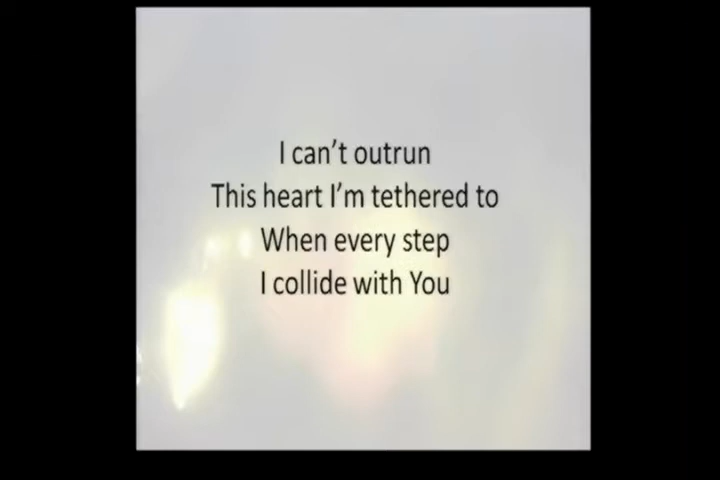 I can’t outrun
This heart I’m tethered to
When every step
I collide with You